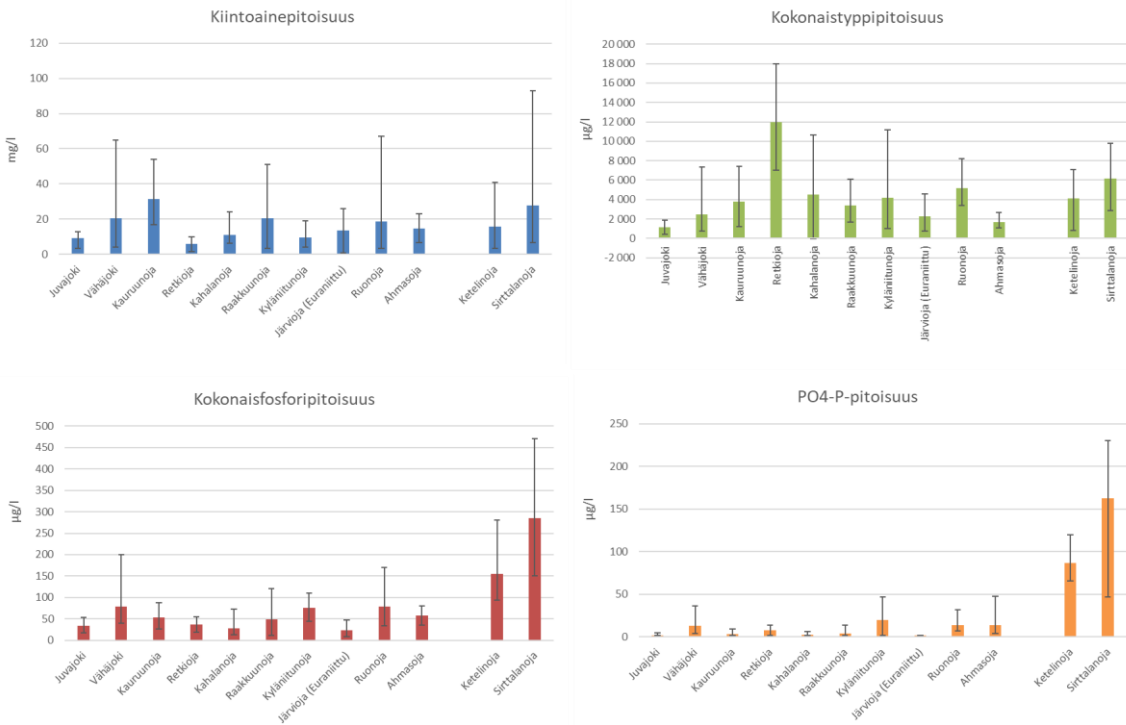 Kiintoainepitoisuus
120
100
80
60
40
20
0
mg/l
Juvajoki
Vähäjoki
Kauruunoja
Retkioja
Kahalanoja
Raakkuunoja
Kyläniitunoja
Järvioja (Euraniittu)
Ruonoja
Ahmasoja
Ketelinoja
Sirttalanoja
Kokonaistyppipitoisuus
20 000
18 000
16 000
14 000
12 000
10 000
8 000
6 000
4 000
2 000
0
-2 000
µg/l
Juvajoki
Vähäjoki
Kauruunoja
Retkioja
Kahalanoja
Raakkuunoja
Kyläniitunoja
Järvioja (Euraniittu)
Ruonoja
Ahmasoja
Ketelinoja
Sirttalanoja
Kokonaisfosforipitoisuus
500
450
400
350
300
250
200
150
100
50
0
µg/l
Juvajoki
Vähäjoki
Kauruunoja
Retkioja
Kahalanoja
Raakkuunoja
Kyläniitunoja
Järvioja (Euraniittu)
Ruonoja
Ahmasoja
Ketelinoja
Sirttalanoja
PO4-P-pitoisuus
250
200
150
100
50
0
µg/l
Juvajoki
Vähäjoki
Kauruunoja
Retkioja
Kahalanoja
Raakkuunoja
Kyläniitunoja
Järvioja (Euraniittu)
Ruonoja
Ahmasoja
Ketelinoja
Sirttalanoja